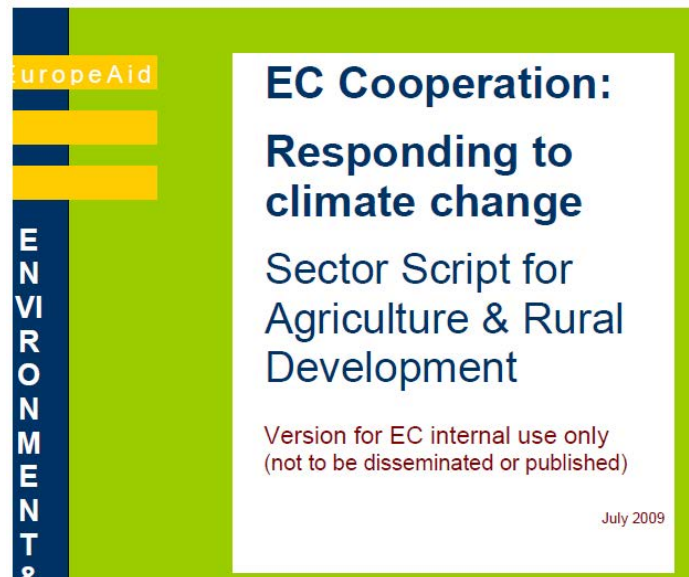 EuropeAid
EC Cooperation:
Responding to
climate change
Sector Script for
Agriculture & Rural
Development
Version for EC internal use only
(not to be disseminated or published)
July 2009
ENVIRONMENT &